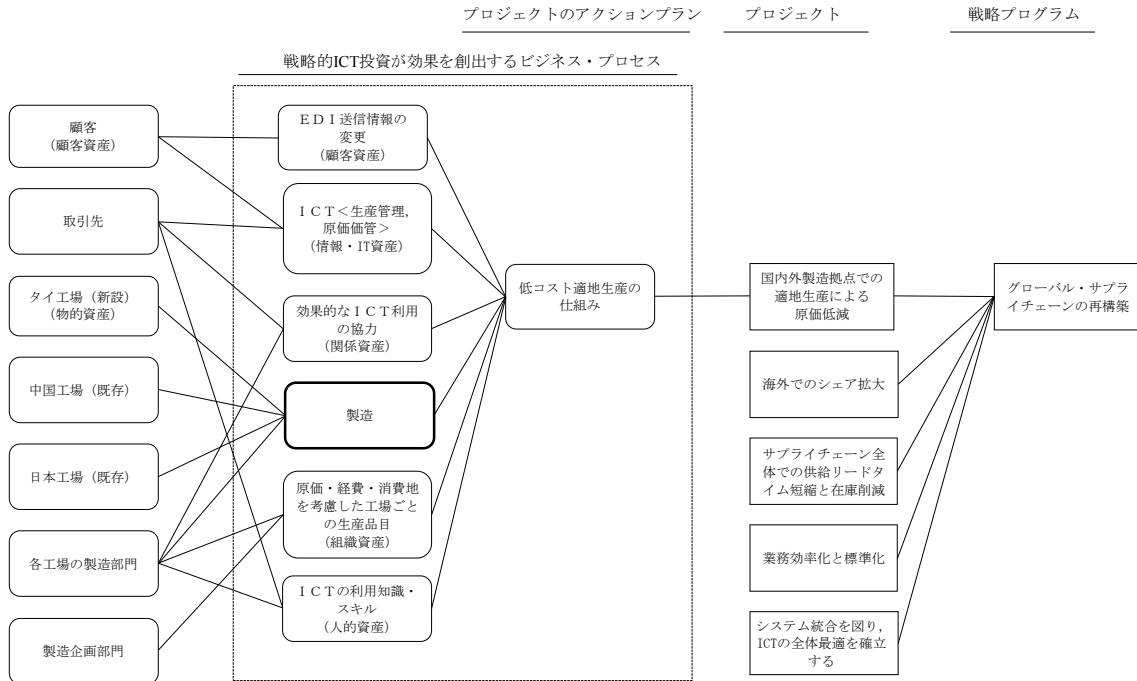 プロジェクトのアクションプラン
プロジェクト
戦略プログラム
戦略的ICT投資が効果を創出するビジネス・プロセス
顧客
（顧客資産）
取引先
タイ工場（新設）
（物的資産）
中国工場（既存）
日本工場（既存）
各工場の製造部門
製造企画部門
ＥＤＩ送信情報の
変更
（顧客資産）
ＩＣＴ＜生産管理，
原価価管＞
（情報・IT資産）
効果的なＩＣＴ利用
の協力
（関係資産）
製造
原価・経費・消費地
を考慮した工場ごと
の生産品目
（組織資産）
ＩＣＴの利用知識・
スキル
（人的資産）
低コスト適地生産の
仕組み
国内外製造拠点での
適地生産による
原価低減
海外でのシェア拡大
サプライチェーン全
体での供給リードタ
イム短縮と在庫削減
業務効率化と標準化
システム統合を図り，
ICTの全体最適を確立
する
グローバル・サプラ
イチェーンの再構築